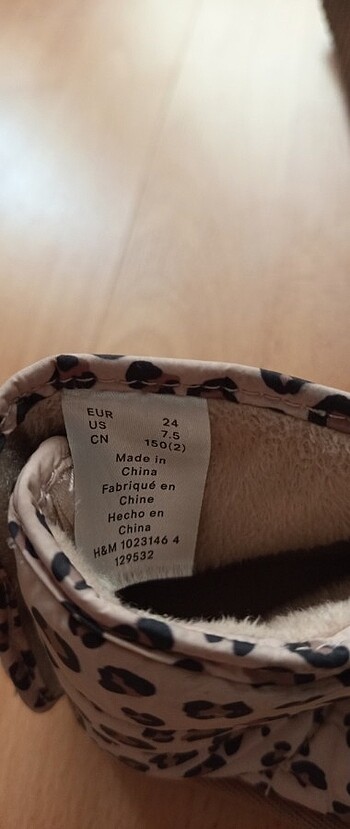 EUR 24
US 7.5
CN 150(2)
Made in
China
Fabriqué en
Chine
Hecho en
China
H&M 1023146 4
129532